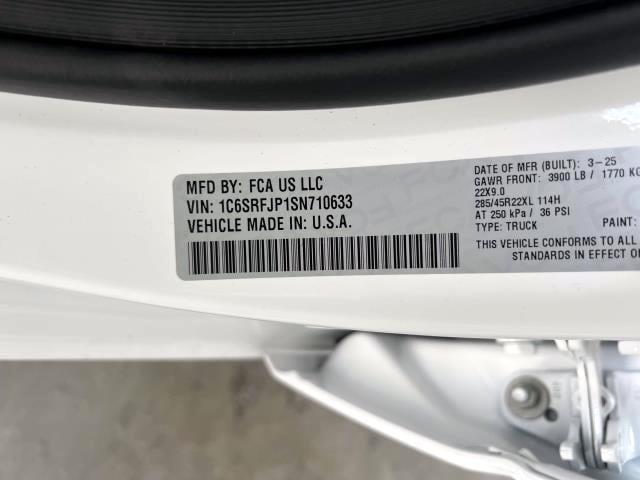 MFD BY: FCA US LLC
VIN: 1C6SRFJP1SN710633
VEHICLE MADE IN: U.S.A.
DATE OF MFR (BUILT): 3-25
GAWR FRONT: 3900 LB / 1770 KG
22X9.0
285/45R22XL 114H
AT 250 kPa / 36 PSI
TYPE: TRUCK PAINT:
THIS VEHICLE CONFORMS TO ALL
STANDARDS IN EFFECT ON